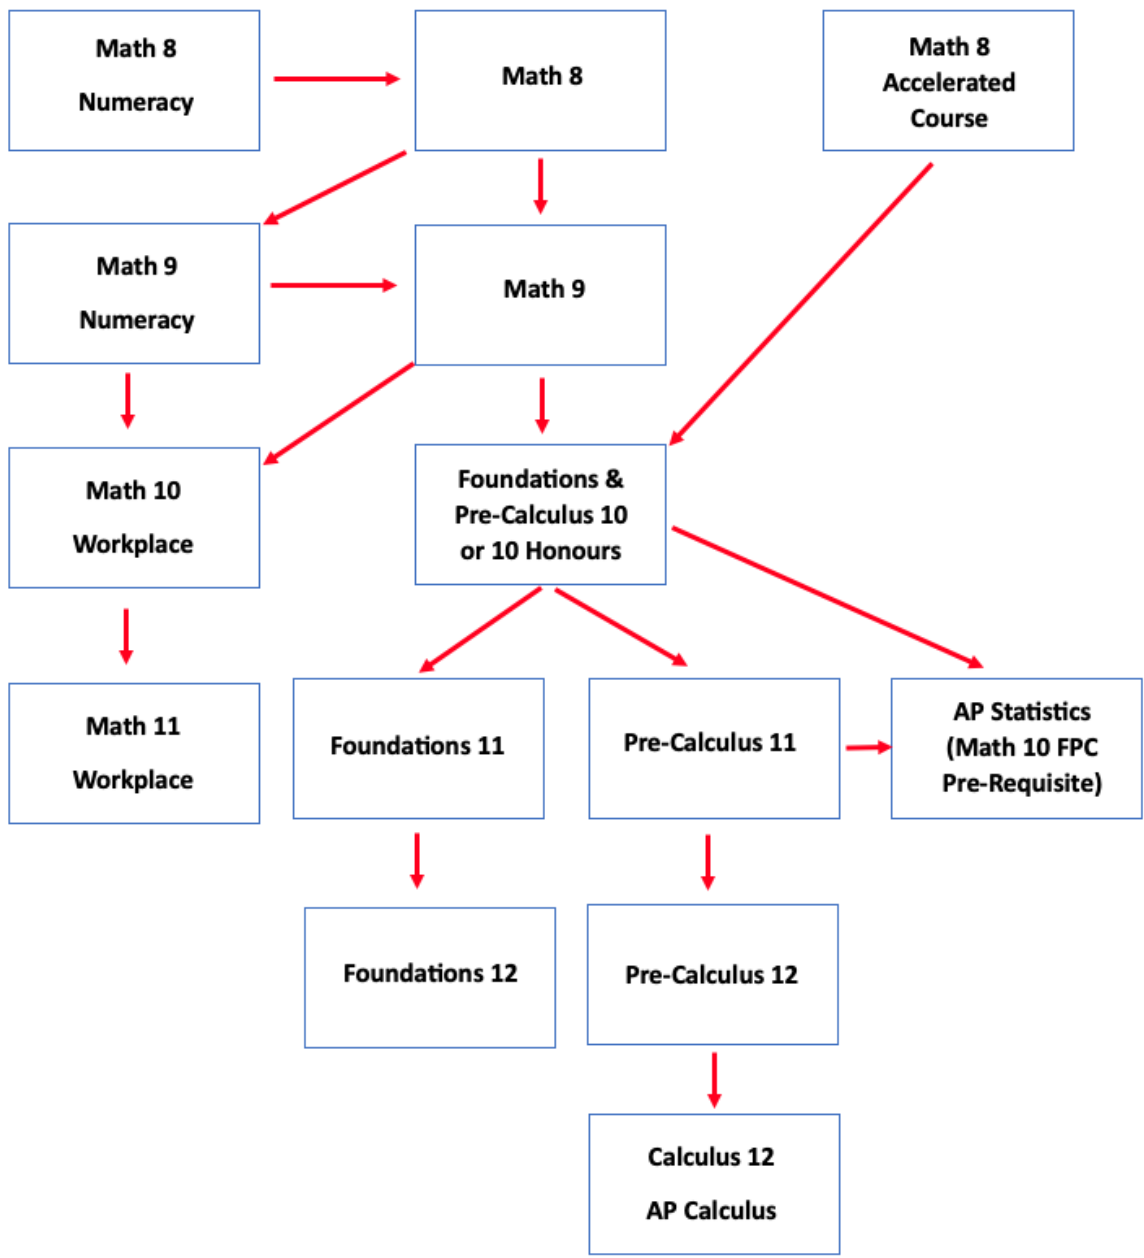 Math 8
Numeracy
Math 8
Math 8
Accelerated
Course
Math 9
Numeracy
Math 9
Math 10
Workplace
Foundations &
Pre-Calculus 10
or 10 Honours
Math 11
Workplace
Foundations 11
Pre-Calculus 11
AP Statistics
(Math 10 FPC
Pre-Requisite)
Foundations 12
Pre-Calculus 12
Calculus 12
AP Calculus